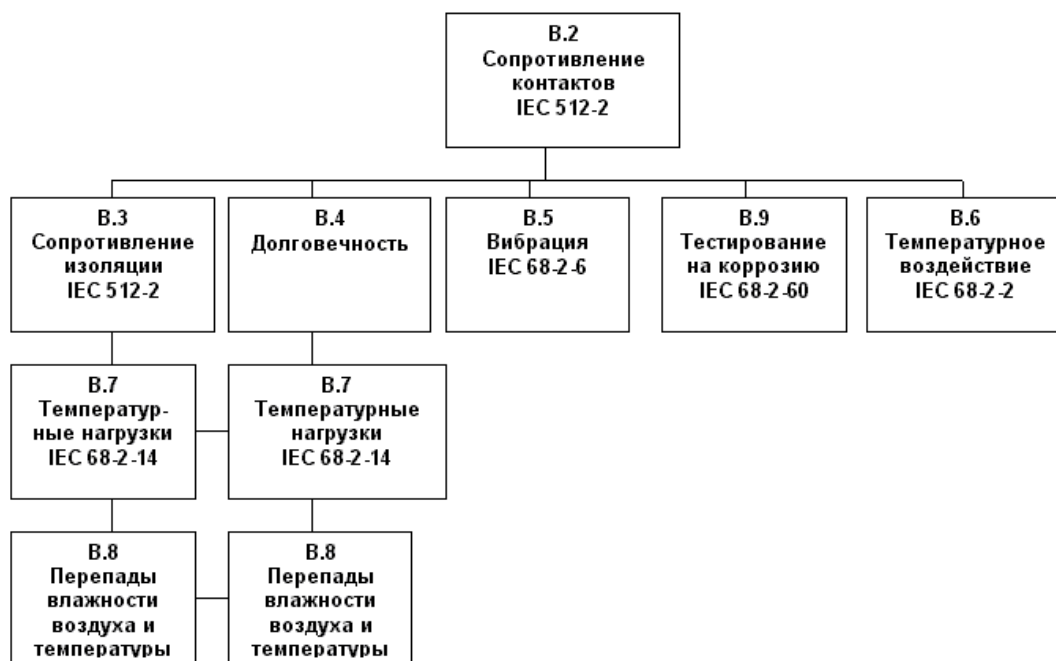 В.2
Сопротивление
контактов
IEC 512-2
В.3
Сопротивление
изоляции
IEC 512-2
В.4
Долговечность
В.5
Вибрация
IEC 68-2-6
В.9
Тестирование
на коррозию
IEC 68-2-60
В.6
Температурное
воздействие
IEC 68-2-2
В.7
Температур-
ные нагрузки
IEC 68-2-14
В.7
Температурные
нагрузки
IEC 68-2-14
В.8
Перепады
влажности
воздуха и
температуры
В.8
Перепады
влажности
воздуха и
температуры